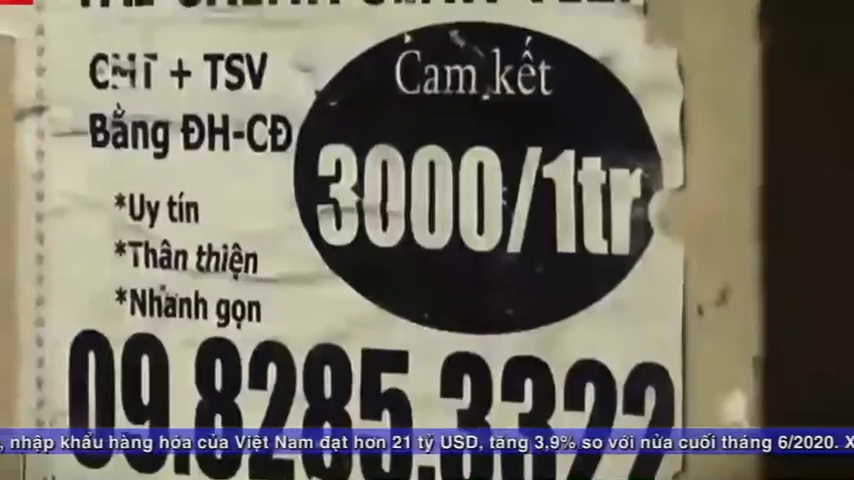 CMT + TSV
Bằng ĐH-CĐ
*Uy tín
*Thân thiện
*Nhanh gọn
Cam kết
3000/1tr
09.8285.3322
, nhập khẩu hàng hóa của Việt Nam đạt hơn 21 tỷ USD, tăng 3,9% so với nửa cuối tháng 6/2020. X